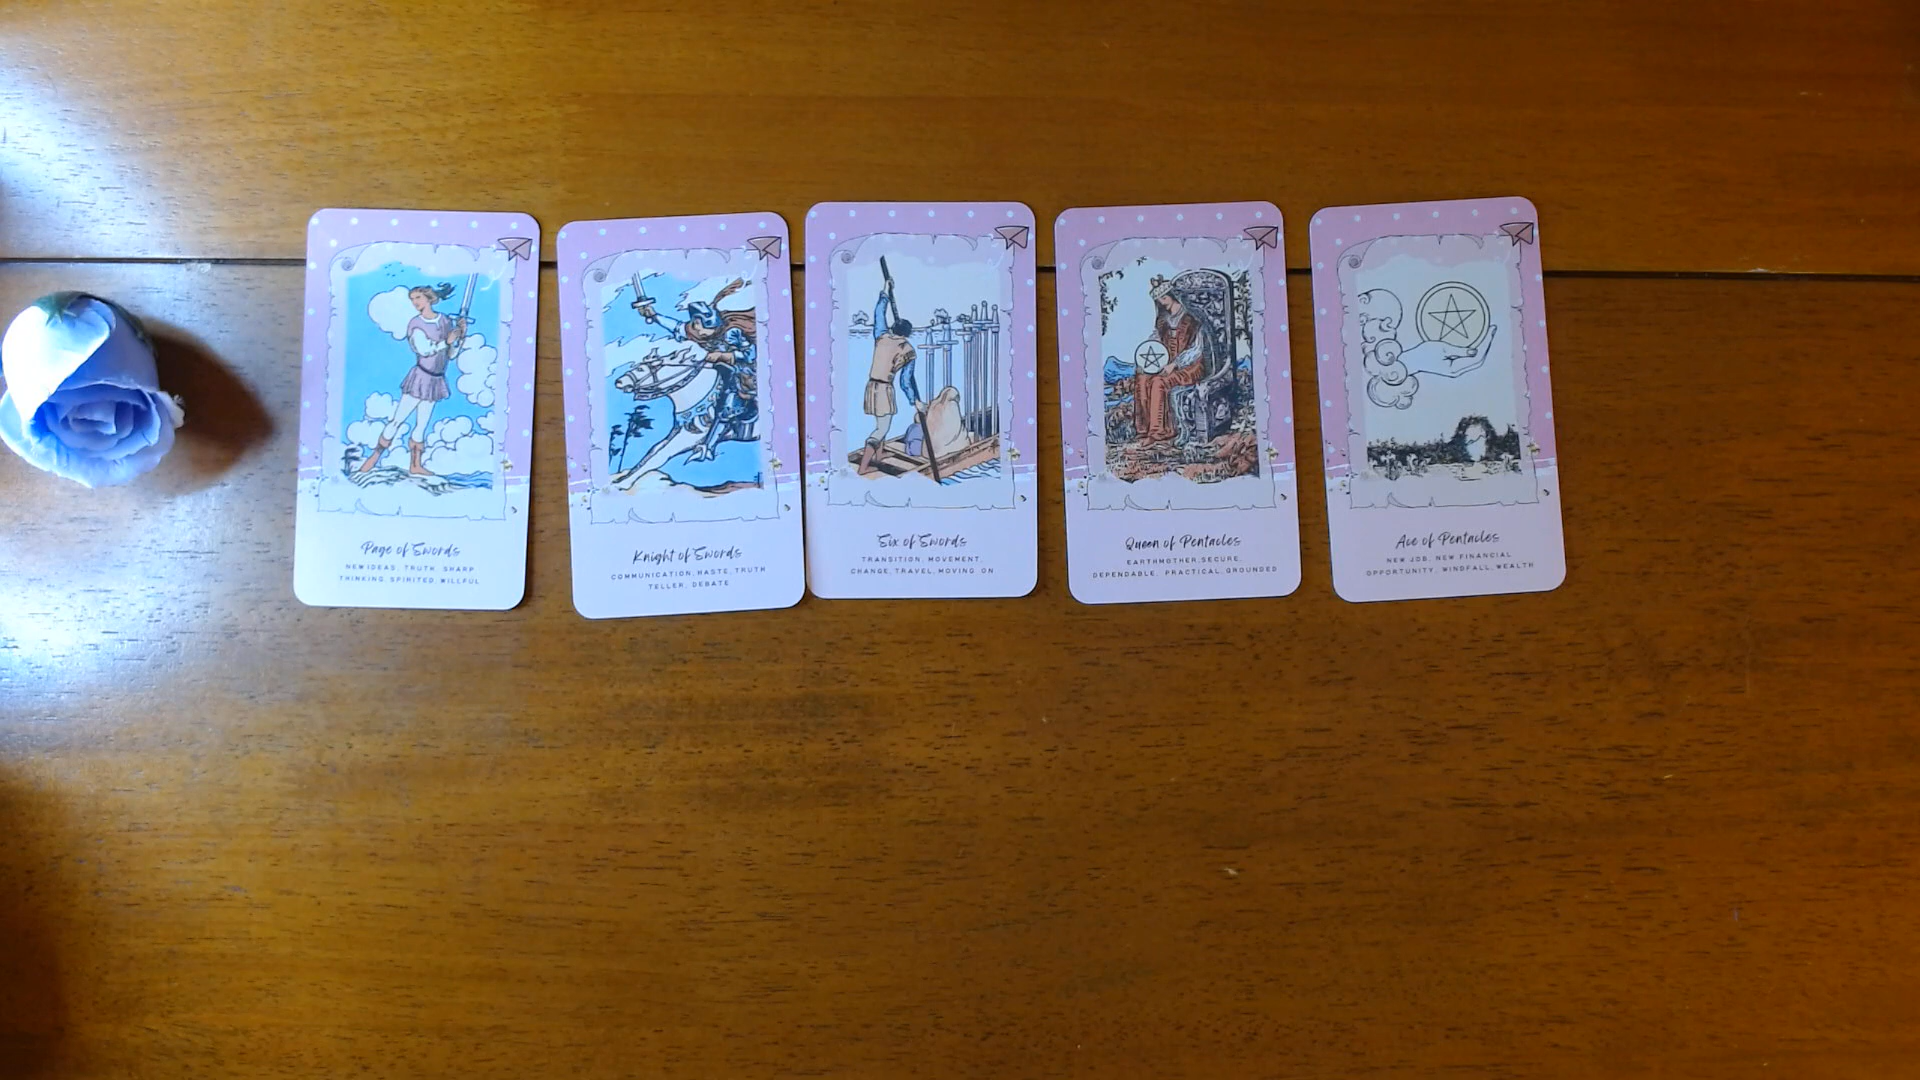 Page of Swords
NEW IDEAS, TRUTH, SHARP
THINKING, SPIRITED, WILLFUL
Knight of Swords
COMMUNICATION, HASTE, TRUTH
TELLER, DEBATE
Six of Swords
TRANSITION, MOVEMENT,
CHANGE, TRAVEL, MOVING ON
Queen of Pentacles
EARTHMOTHER, SECURE,
DEPENDABLE, PRACTICAL, GROUNDED
Ace of Pentacles
NEW JOB, NEW FINANCIAL
OPPORTUNITY, WINDFALL, WEALTH